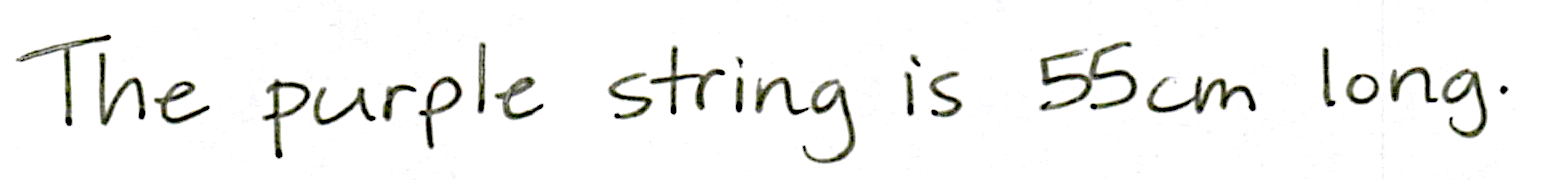 The purple string is 55cm long.